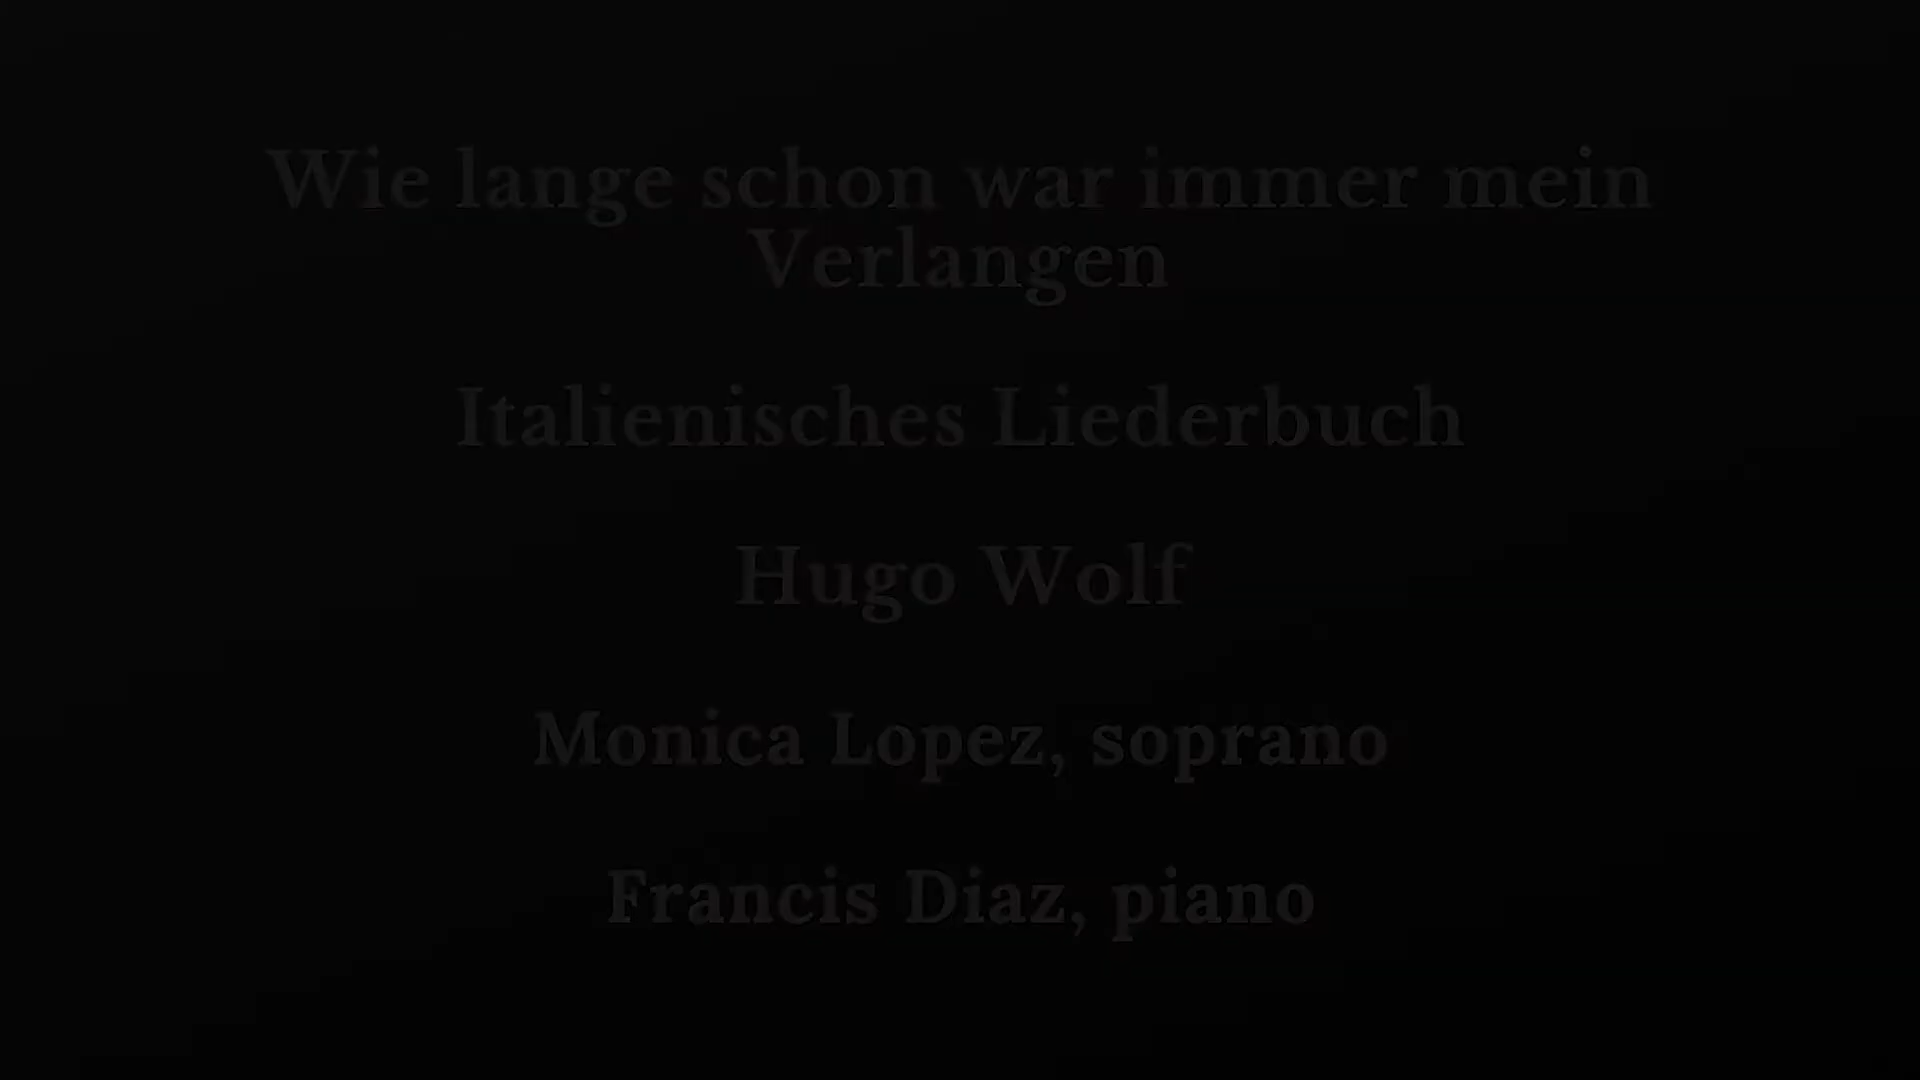 Wie lange schon war immer mein
Verlangen
Italienisches Liederbuch
Hugo Wolf
Monica Lopez, soprano
Francis Diaz, piano